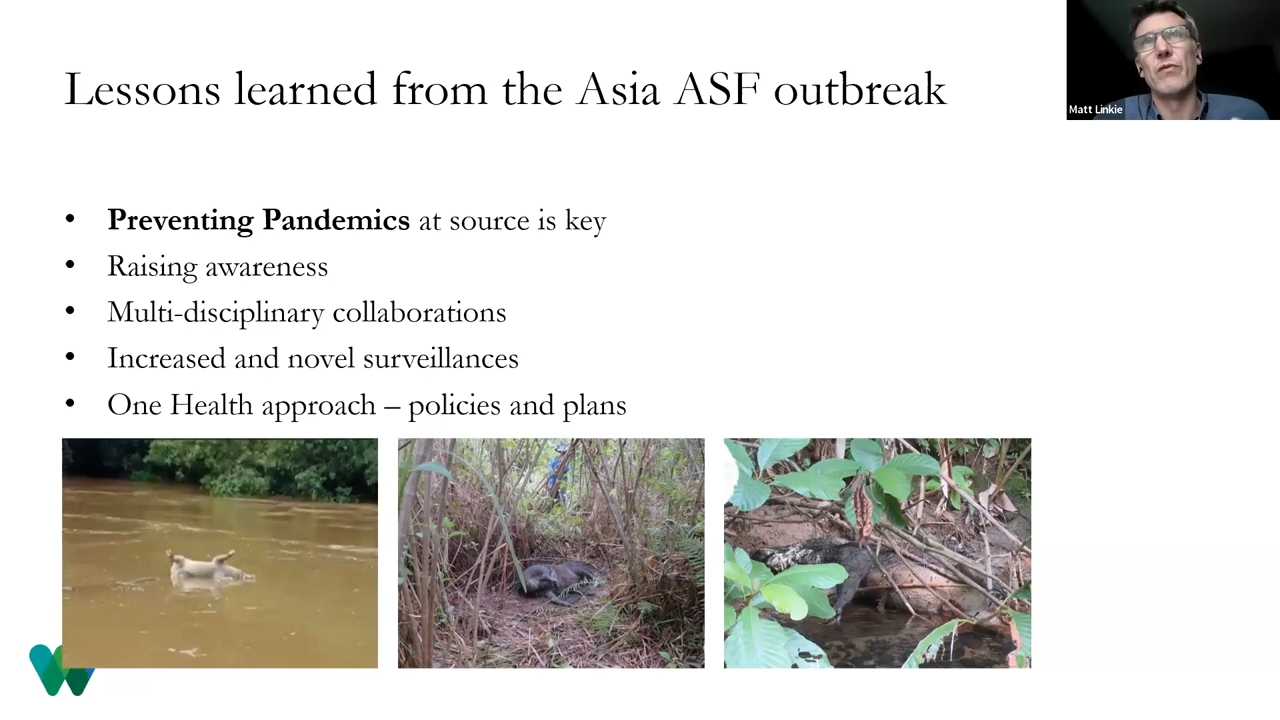 Lessons learned from the Asia ASF outbreak
Matt Linkie
• Preventing Pandemics at source is key
• Raising awareness
• Multi-disciplinary collaborations
• Increased and novel surveillances
• One Health approach – policies and plans